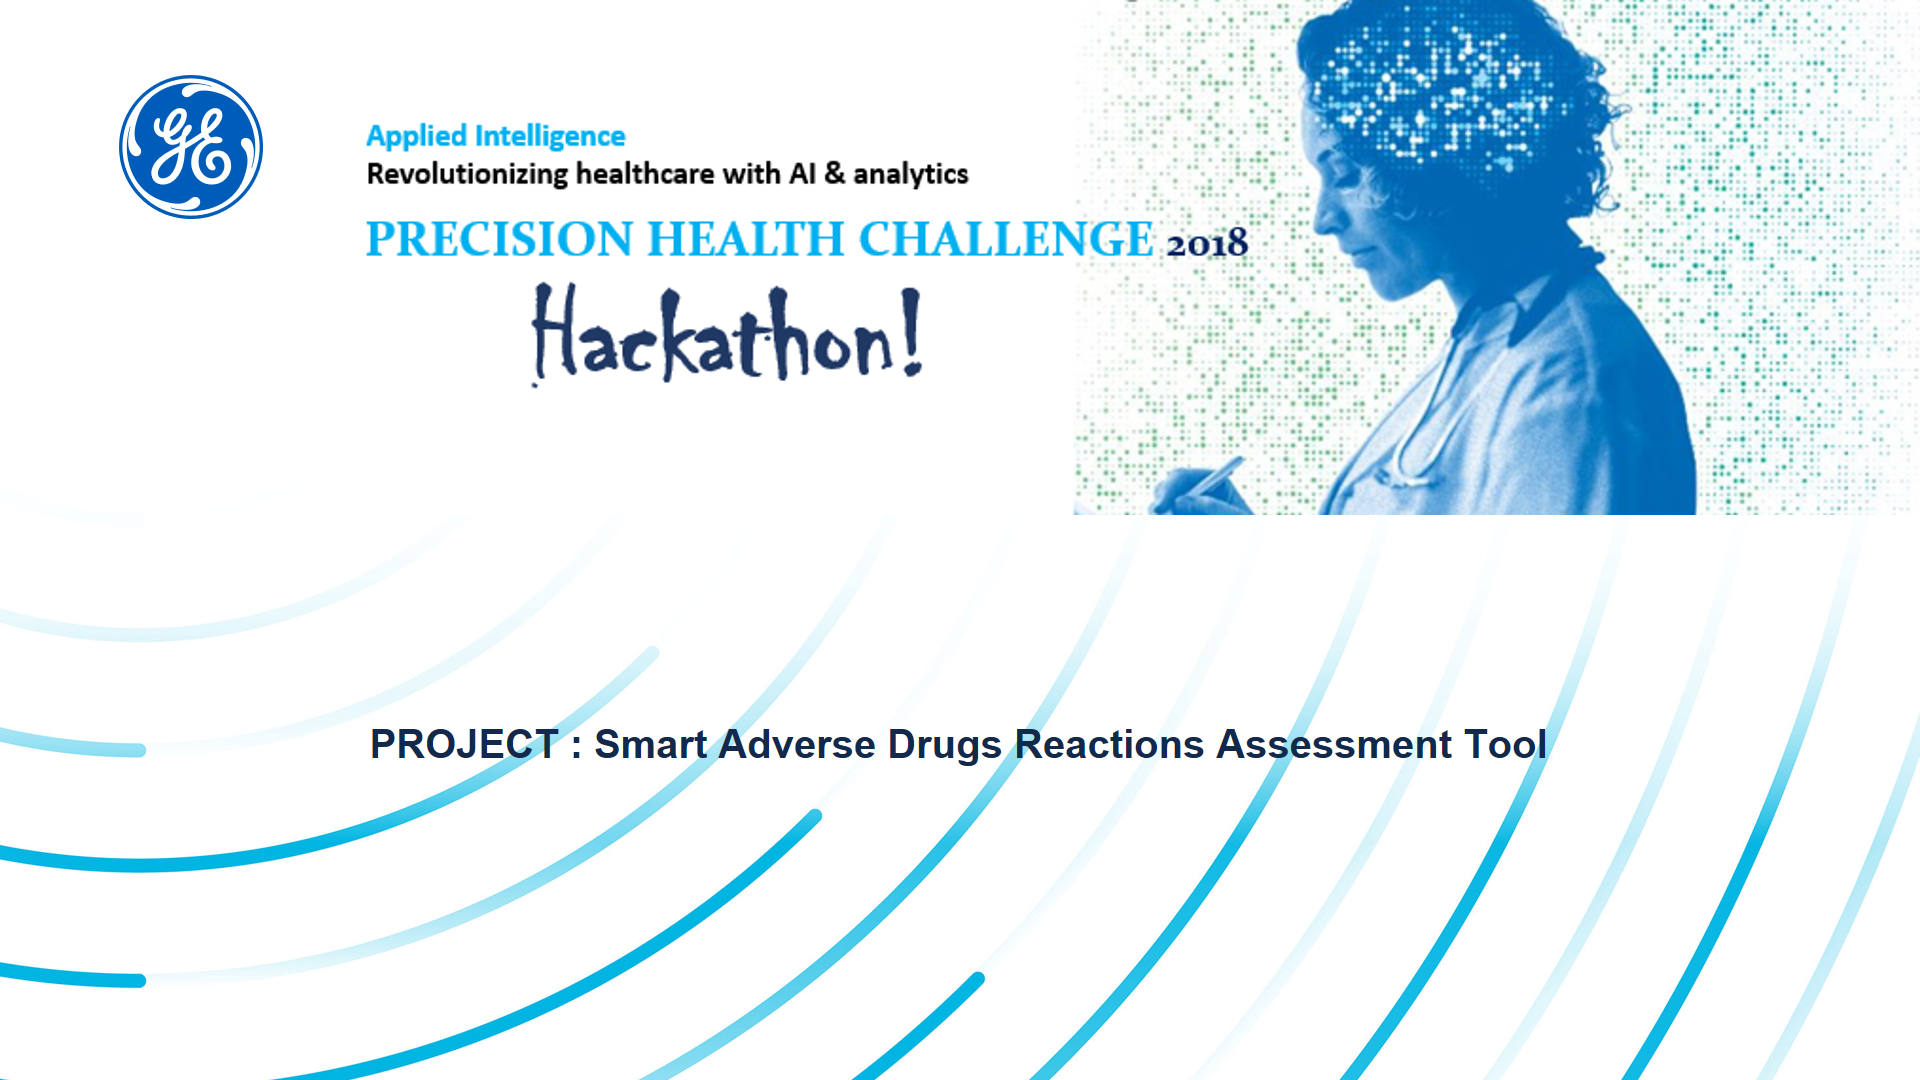 GE
Applied Intelligence
Revolutionizing healthcare with AI & analytics
PRECISION HEALTH CHALLENGE 2018
Hackathon!
PROJECT : Smart Adverse Drugs Reactions Assessment Tool